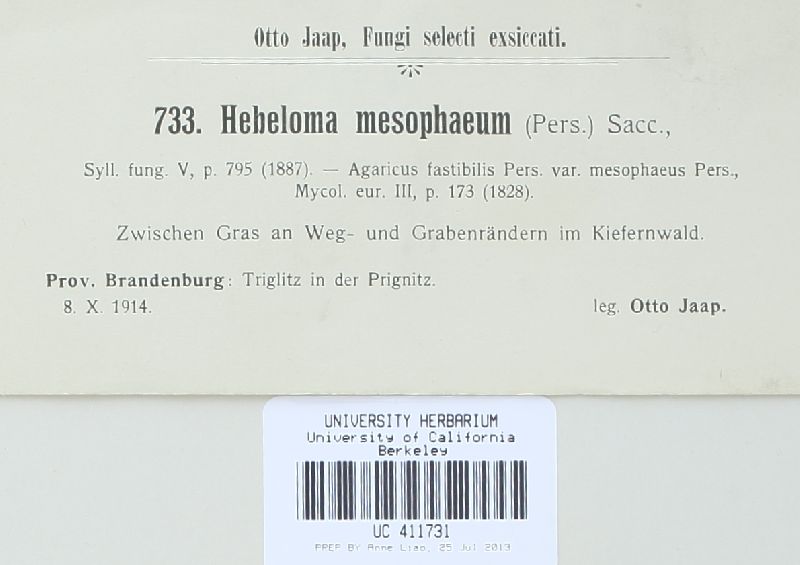 Otto Jaap, Fungi selecti exsiccati.
733. Hebeloma mesophaeum (Pers.) Sacc.,
Syll. fung. V, p. 795 (1887). — Agaricus fastibilis Pers. var. mesophaeus Pers.,
Mycol. eur. III, p. 173 (1828).
Zwischen Gras an Weg- und Grabenrändern im Kiefernwald.
Prov. Brandenburg: Triglitz in der Prignitz.
8. X. 1914. leg. Otto Jaap.
UNIVERSITY HERBARIUM
University of California
Berkeley
UC 411731
PREP BY Anne Liao, 25 Jul 2013